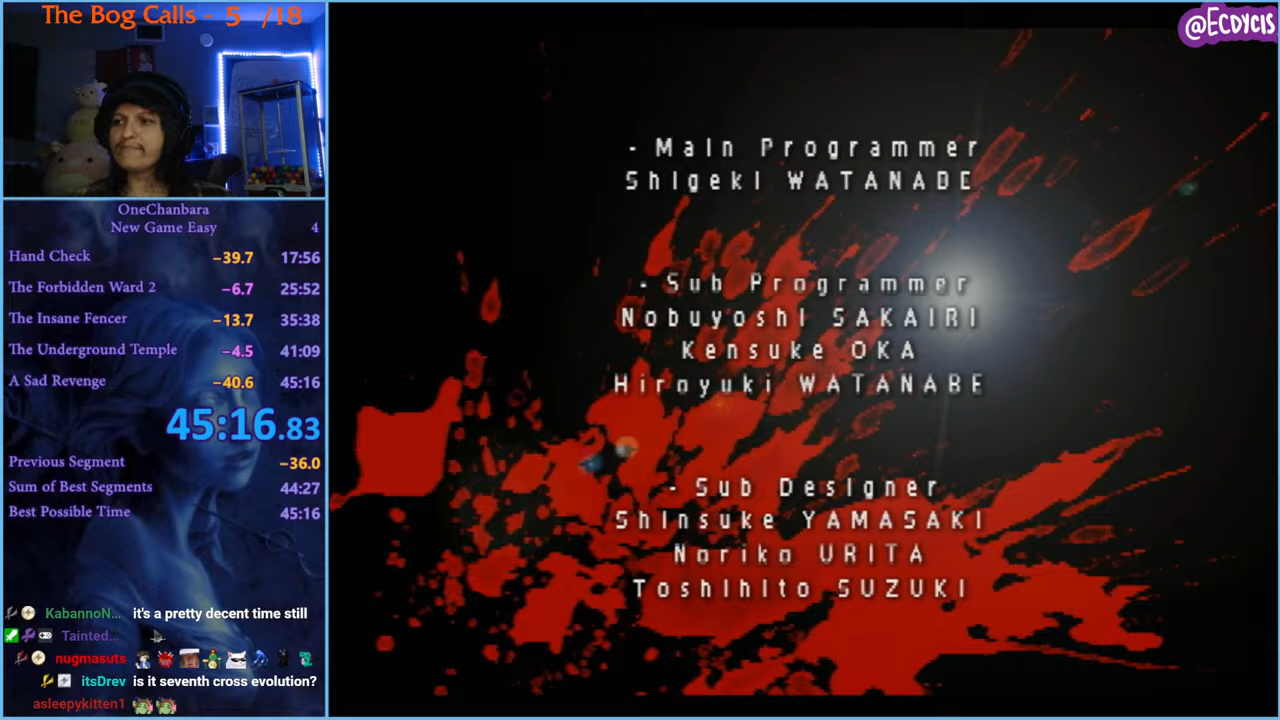 The Bog Calls - 5 /18
@ECDYCIS
OneChanbara
New Game Easy 4
Hand Check -39.7 17:56
The Forbidden Ward 2 -6.7 25:52
The Insane Fencer -13.7 35:38
The Underground Temple -4.5 41:09
A Sad Revenge -40.6 45:16
45:16.83
Previous Segment -36.0
Sum of Best Segments 44:27
Best Possible Time 45:16
KabannoN... it's a pretty decent time still
Tainted...
nugmasuts
itsDrev is it seventh cross evolution?
asleepykitten1
- Main Programmer
Shigeki WATANABE
- Sub Programmer
Nobuyoshi SAKAIRI
Kensuke OKA
Hiroyuki WATANABE
- Sub Designer
Shinsuke YAMASAKI
Noriko URITA
Toshihito SUZUKI